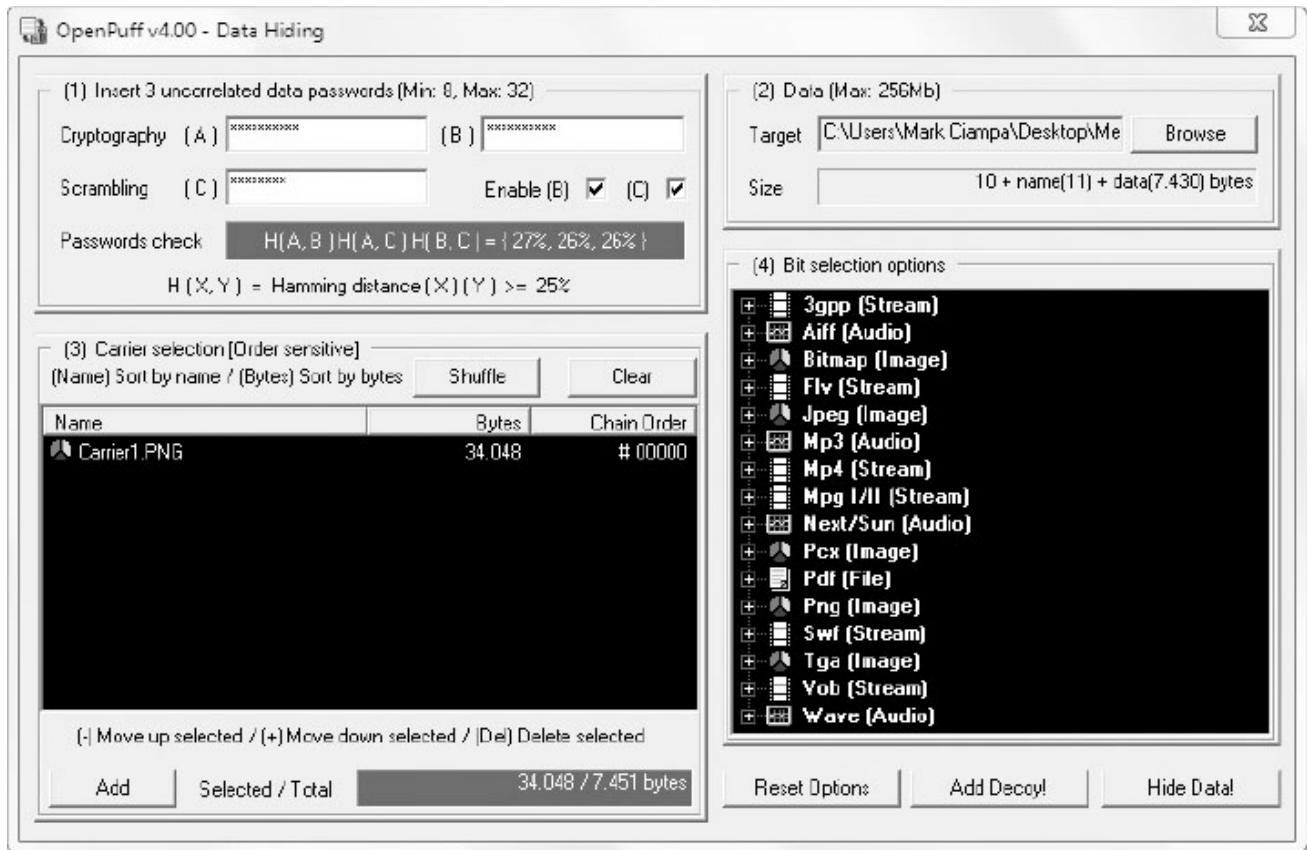 OpenPuff v4.00 - Data Hiding
(1) Insert 3 uncorrelated data passwords (Min: 8, Max: 32)
Cryptography (A) ********** (B) **********
Scrambling (C) ******** Enable (B) (C)
Passwords check H(A, B) H(A, C) H(B, C) = { 27%, 26%, 26% }
H (X, Y) = Hamming distance (X)(Y) >= 25%
(2) Data (Max: 256Mb)
Target C:\Users\Mark Ciampa\Desktop\Me Browse
Size 10 + name(11) + data(7.430) bytes
(3) Carrier selection [Order sensitive]
(Name) Sort by name / (Bytes) Sort by bytes Shuffle Clear
Name Bytes Chain Order
Carrier1.PNG 34.048 # 00000
(-) Move up selected / (+) Move down selected / (Del) Delete selected
Add Selected / Total 34.048 / 7.451 bytes
(4) Bit selection options
3gpp (Stream)
Aiff (Audio)
Bitmap (Image)
Flv (Stream)
Jpeg (Image)
Mp3 (Audio)
Mp4 (Stream)
Mpg I/II (Stream)
Next/Sun (Audio)
Pcx (Image)
Pdf (File)
Png (Image)
Swf (Stream)
Tga (Image)
Vob (Stream)
Wave (Audio)
Reset Options Add Decoy! Hide Data!